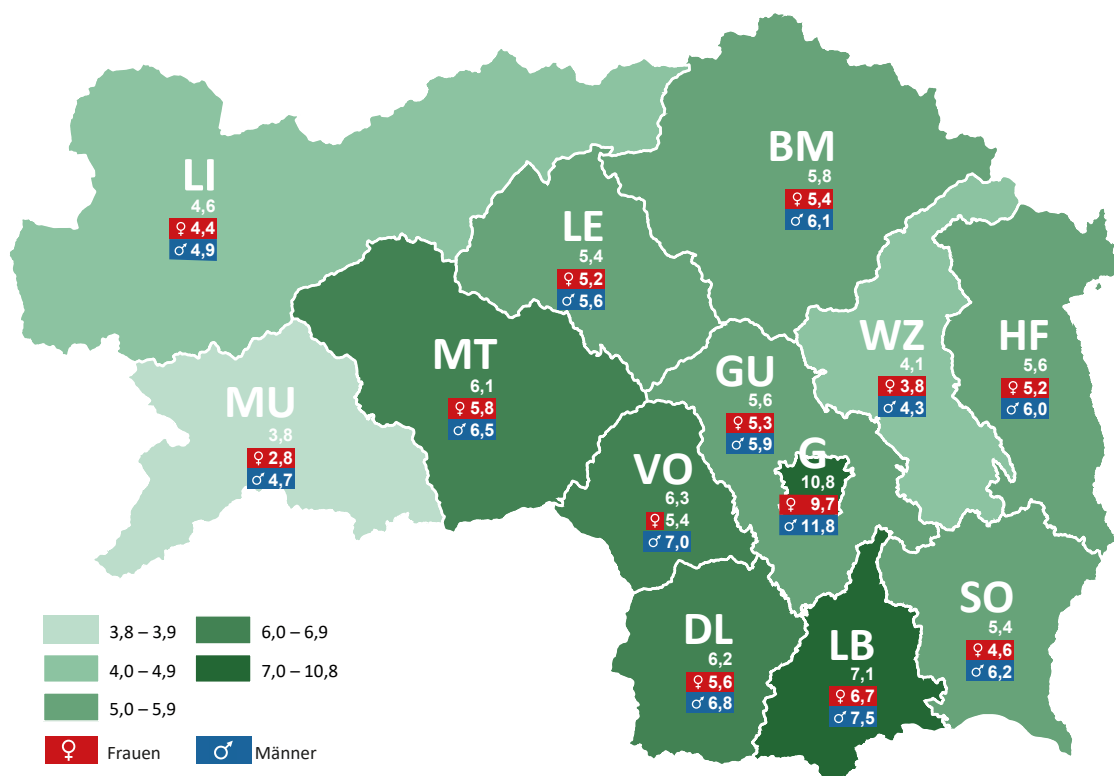 LI
4,6
♀ 4,4
♂ 4,9
BM
5,8
♀ 5,4
♂ 6,1
LE
5,4
♀ 5,2
♂ 5,6
MT
6,1
♀ 5,8
♂ 6,5
MU
3,8
♀ 2,8
♂ 4,7
GU
5,6
♀ 5,3
♂ 5,9
WZ
4,1
♀ 3,8
♂ 4,3
HF
5,6
♀ 5,2
♂ 6,0
VO
6,3
♀ 5,4
♂ 7,0
G
10,8
♀ 9,7
♂ 11,8
DL
6,2
♀ 5,6
♂ 6,8
LB
7,1
♀ 6,7
♂ 7,5
SO
5,4
♀ 4,6
♂ 6,2
3,8 – 3,9
4,0 – 4,9
5,0 – 5,9
6,0 – 6,9
7,0 – 10,8
♀ Frauen
♂ Männer